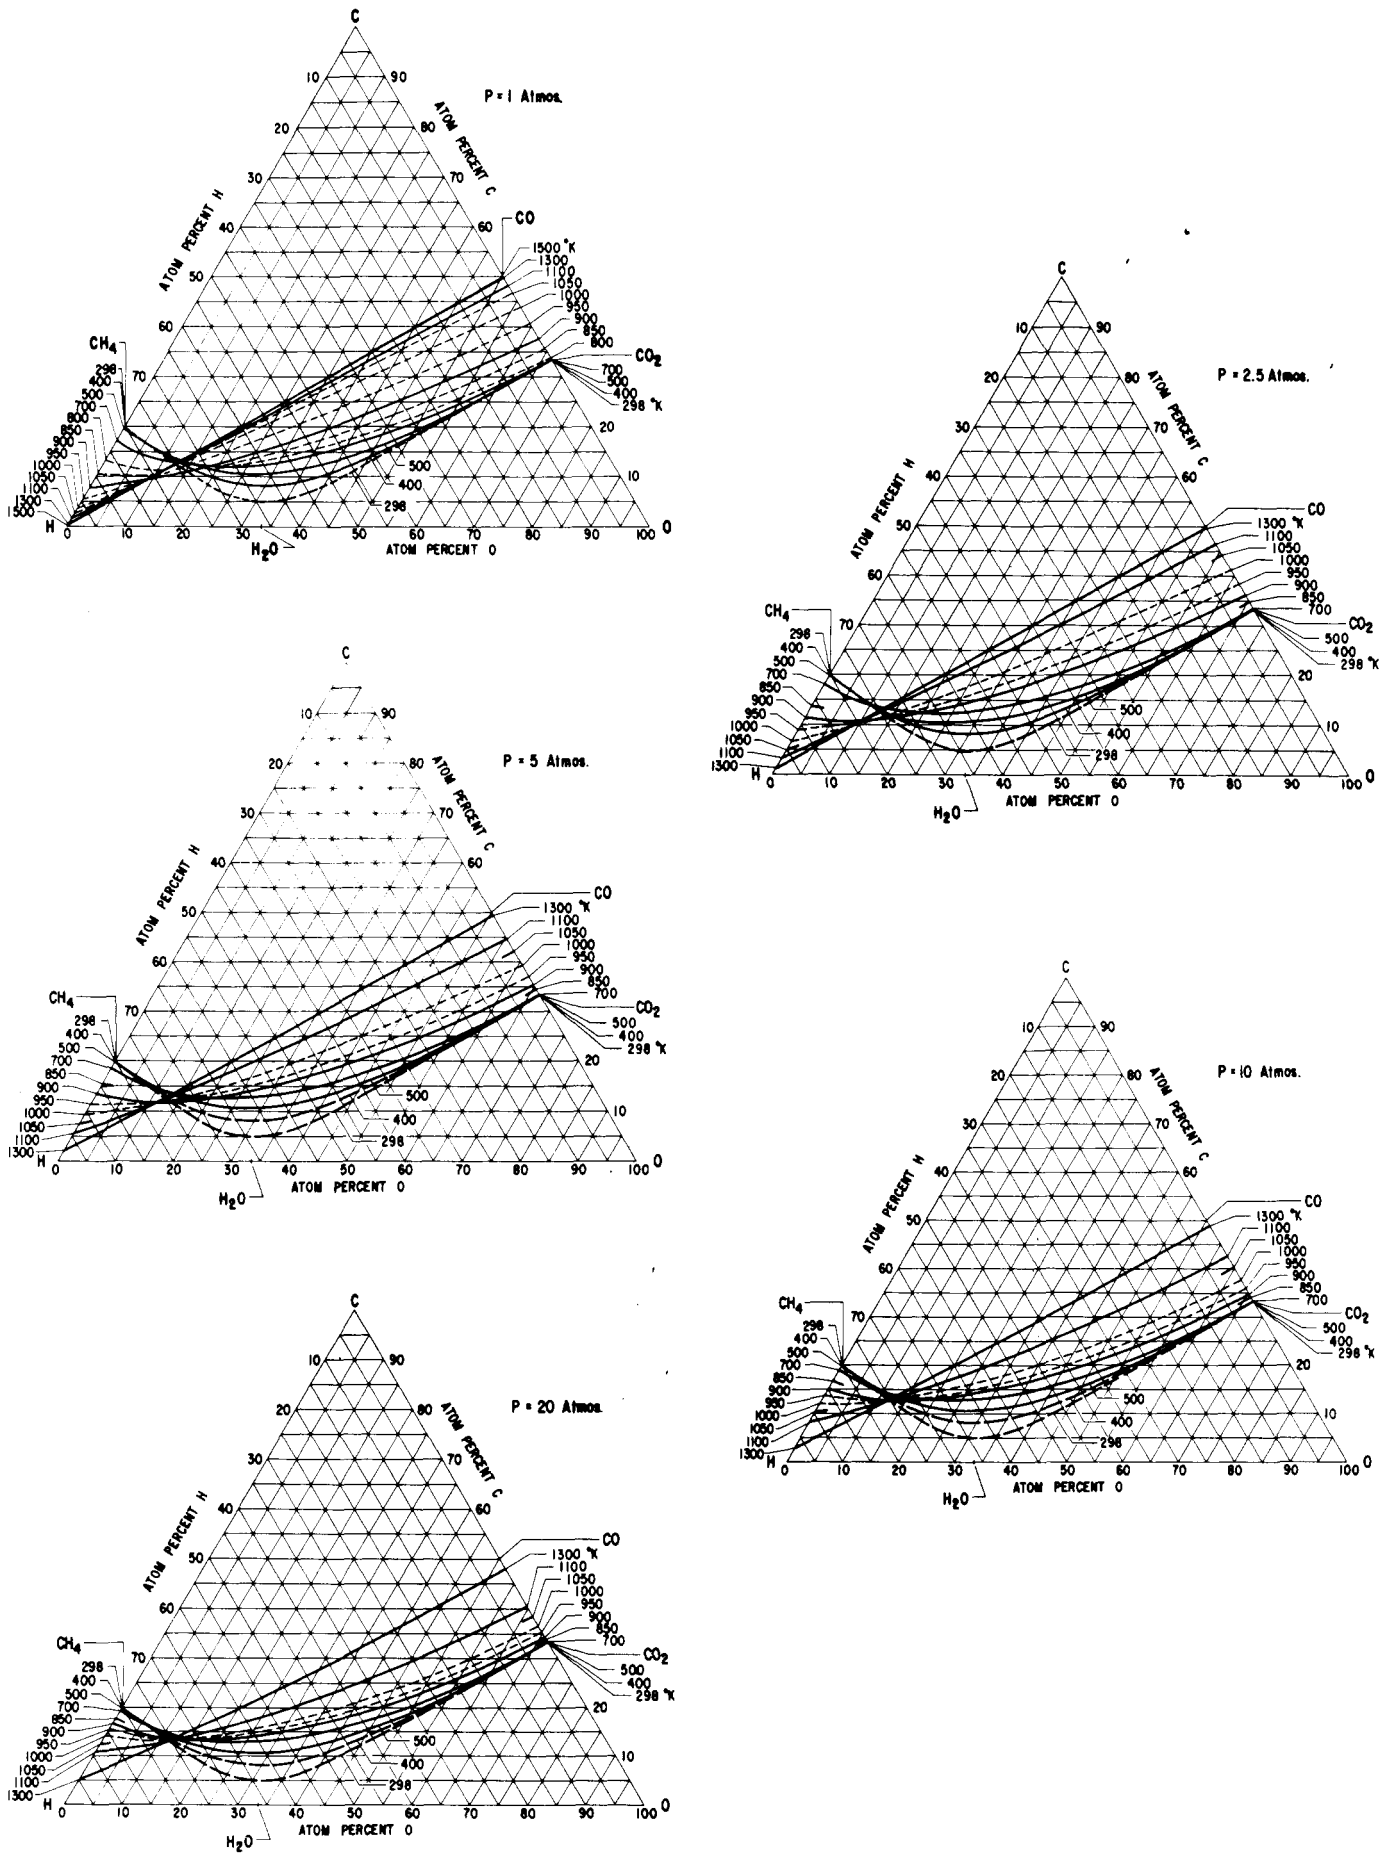 C
P = 1 Atmos.
10 90
20 80
30 70
40 60
50
60
70
20
10
ATOM PERCENT H
ATOM PERCENT C
CO
1500 °K
1300
1100
1050
1000
950
900
850
800
CO2
700
500
400
298 °K
CH4
298
400
500
700
800
850
900
950
1000
1050
1100
1300
1500
500
400
298
H
0 10 20 30 40 50 60 70 80 90 100
O
H2O
ATOM PERCENT O
C
P = 2.5 Atmos.
10 90
20 80
30 70
40 60
50
60
70
20
10
ATOM PERCENT H
ATOM PERCENT C
CO
1300 °K
1100
1050
1000
950
900
850
700
CO2
500
400
298 °K
CH4
298
400
500
700
850
900
950
1000
1050
1100
1300
500
400
298
H
0 10 20 30 40 50 60 70 80 90 100
O
H2O
ATOM PERCENT O
C
P = 5 Atmos.
10 90
20 80
30 70
40 60
50
60
70
20
10
ATOM PERCENT H
ATOM PERCENT C
CO
1300 °K
1100
1050
1000
950
900
850
700
CO2
500
400
298 °K
CH4
298
400
500
700
850
900
950
1000
1050
1100
1300
500
400
298
H
0 10 20 30 40 50 60 70 80 90 100
O
H2O
ATOM PERCENT O
C
P = 10 Atmos.
10 90
20 80
30 70
40 60
50
60
70
20
10
ATOM PERCENT H
ATOM PERCENT C
CO
1300 °K
1100
1050
1000
950
900
850
700
CO2
500
400
298 °K
CH4
298
400
500
700
850
900
950
1000
1050
1100
1300
500
400
298
H
0 10 20 30 40 50 60 70 80 90 100
O
H2O
ATOM PERCENT O
C
P = 20 Atmos.
10 90
20 80
30 70
40 60
50
60
70
20
10
ATOM PERCENT H
ATOM PERCENT C
CO
1300 °K
1100
1050
1000
950
900
850
700
CO2
500
400
298 °K
CH4
298
400
500
700
850
900
950
1000
1050
1100
1300
500
400
298
H
0 10 20 30 40 50 60 70 80 90 100
O
H2O
ATOM PERCENT O